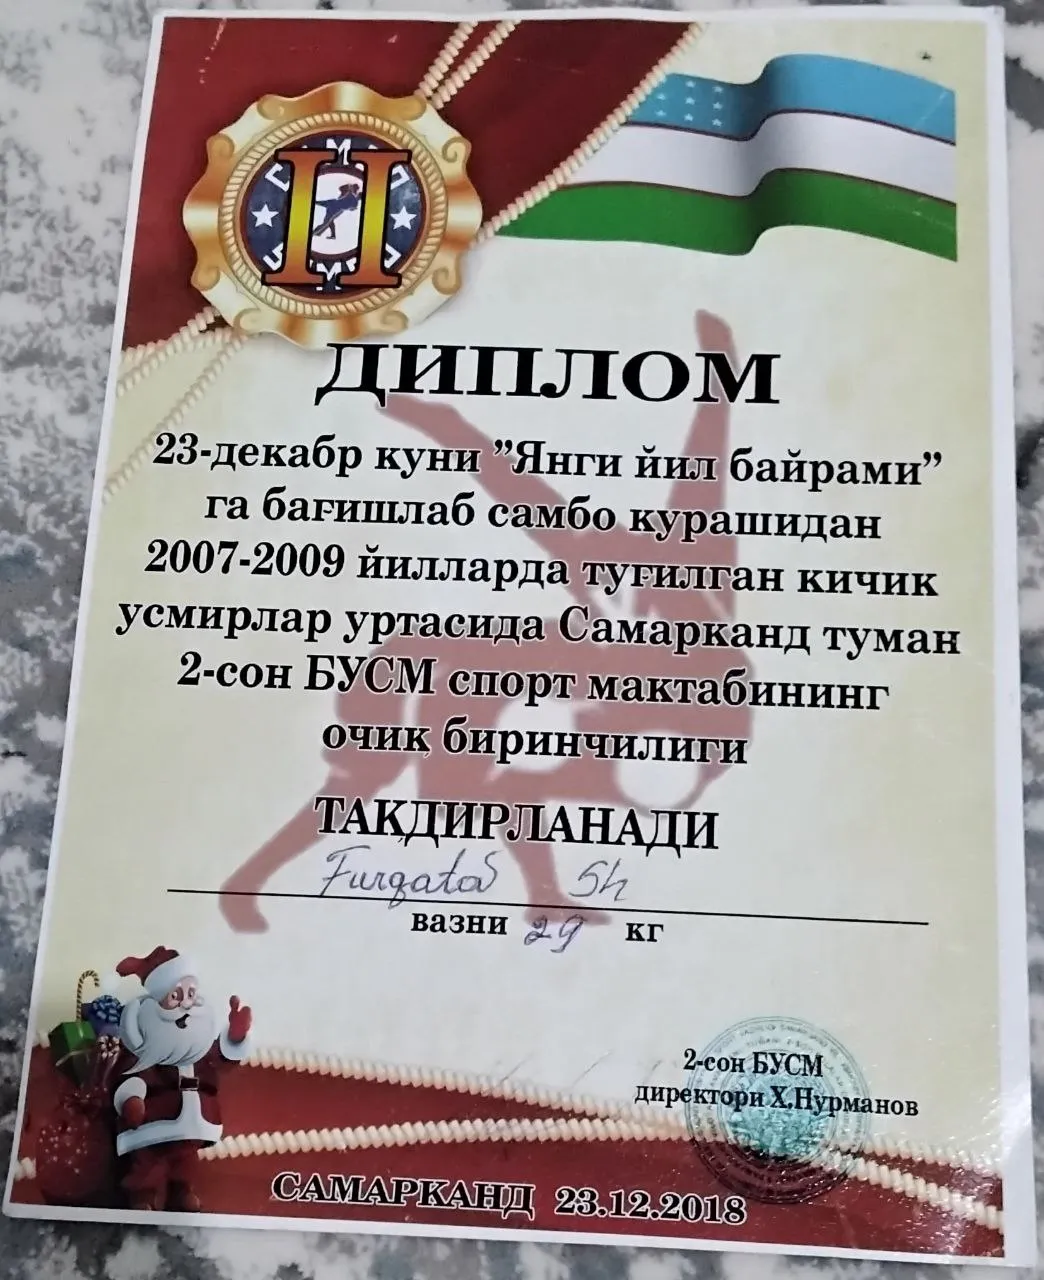 II
ДИПЛОМ
23-декабр куни ”Янги йил байрами”
га бағишлаб самбо курашидан
2007-2009 йилларда туғилган кичик
усмирлар уртасида Самарканд туман
2-сон БУСМ спорт мактабининг
очиқ биринчилиги
ТАҚДИРЛАНАДИ
Furqatov Sh
вазни 29 кг
2-сон БУСМ
директори Х.Нурманов
САМАРКАНД 23.12.2018